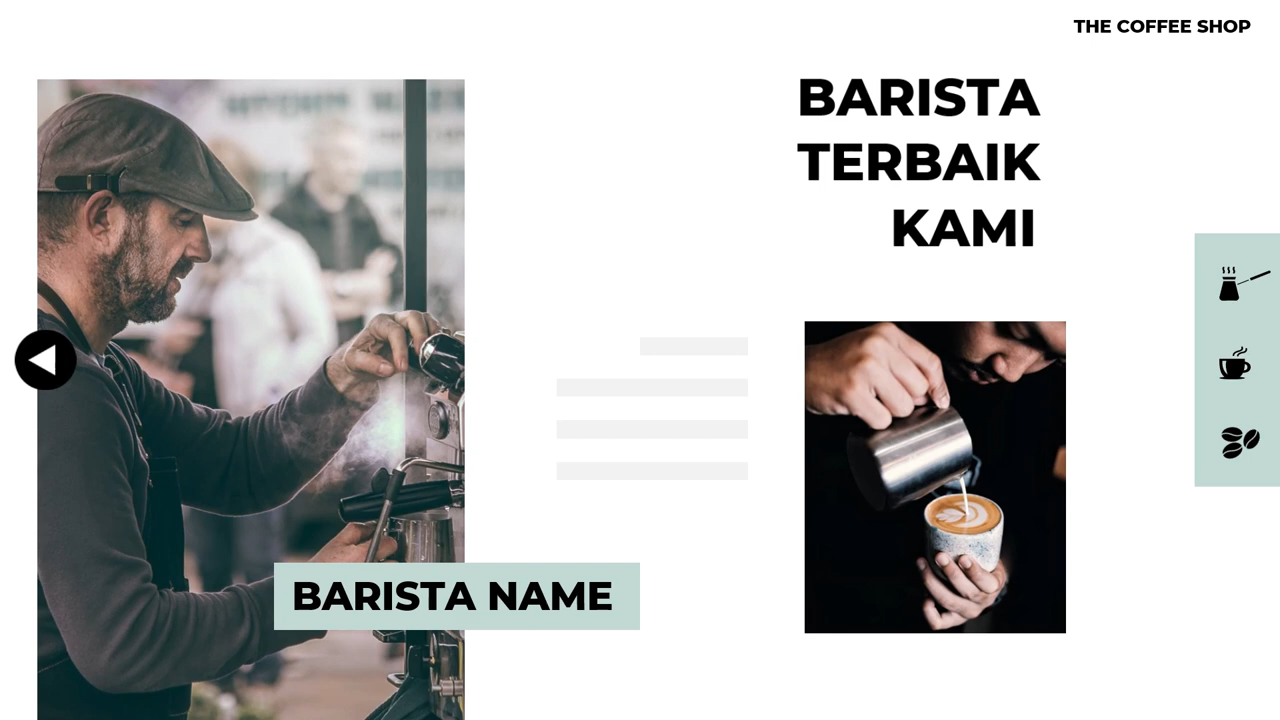 THE COFFEE SHOP
BARISTA
TERBAIK
KAMI
BARISTA NAME